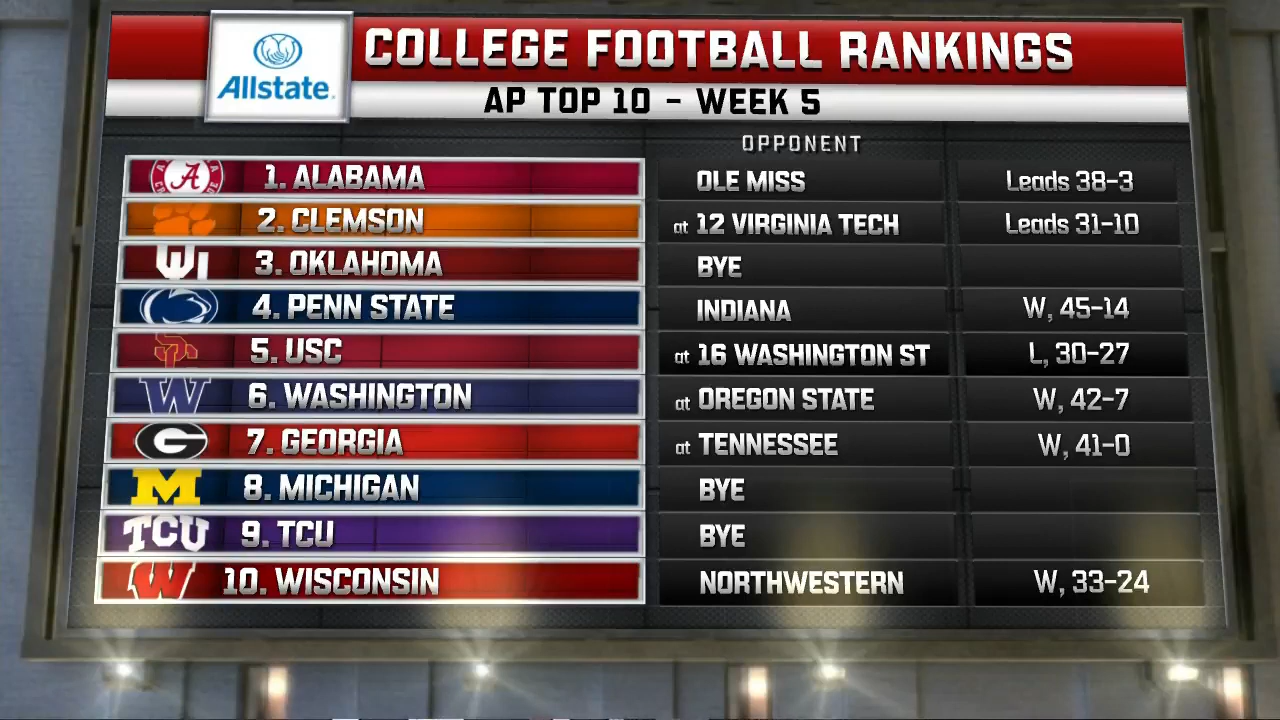 Allstate.
COLLEGE FOOTBALL RANKINGS
AP TOP 10 - WEEK 5
OPPONENT
A 1. ALABAMA OLE MISS Leads 38-3
2. CLEMSON at 12 VIRGINIA TECH Leads 31-10
3. OKLAHOMA BYE
4. PENN STATE INDIANA W, 45-14
5. USC at 16 WASHINGTON ST L, 30-27
W 6. WASHINGTON at OREGON STATE W, 42-7
G 7. GEORGIA at TENNESSEE W, 41-0
M 8. MICHIGAN BYE
TCU 9. TCU BYE
W 10. WISCONSIN NORTHWESTERN W, 33-24